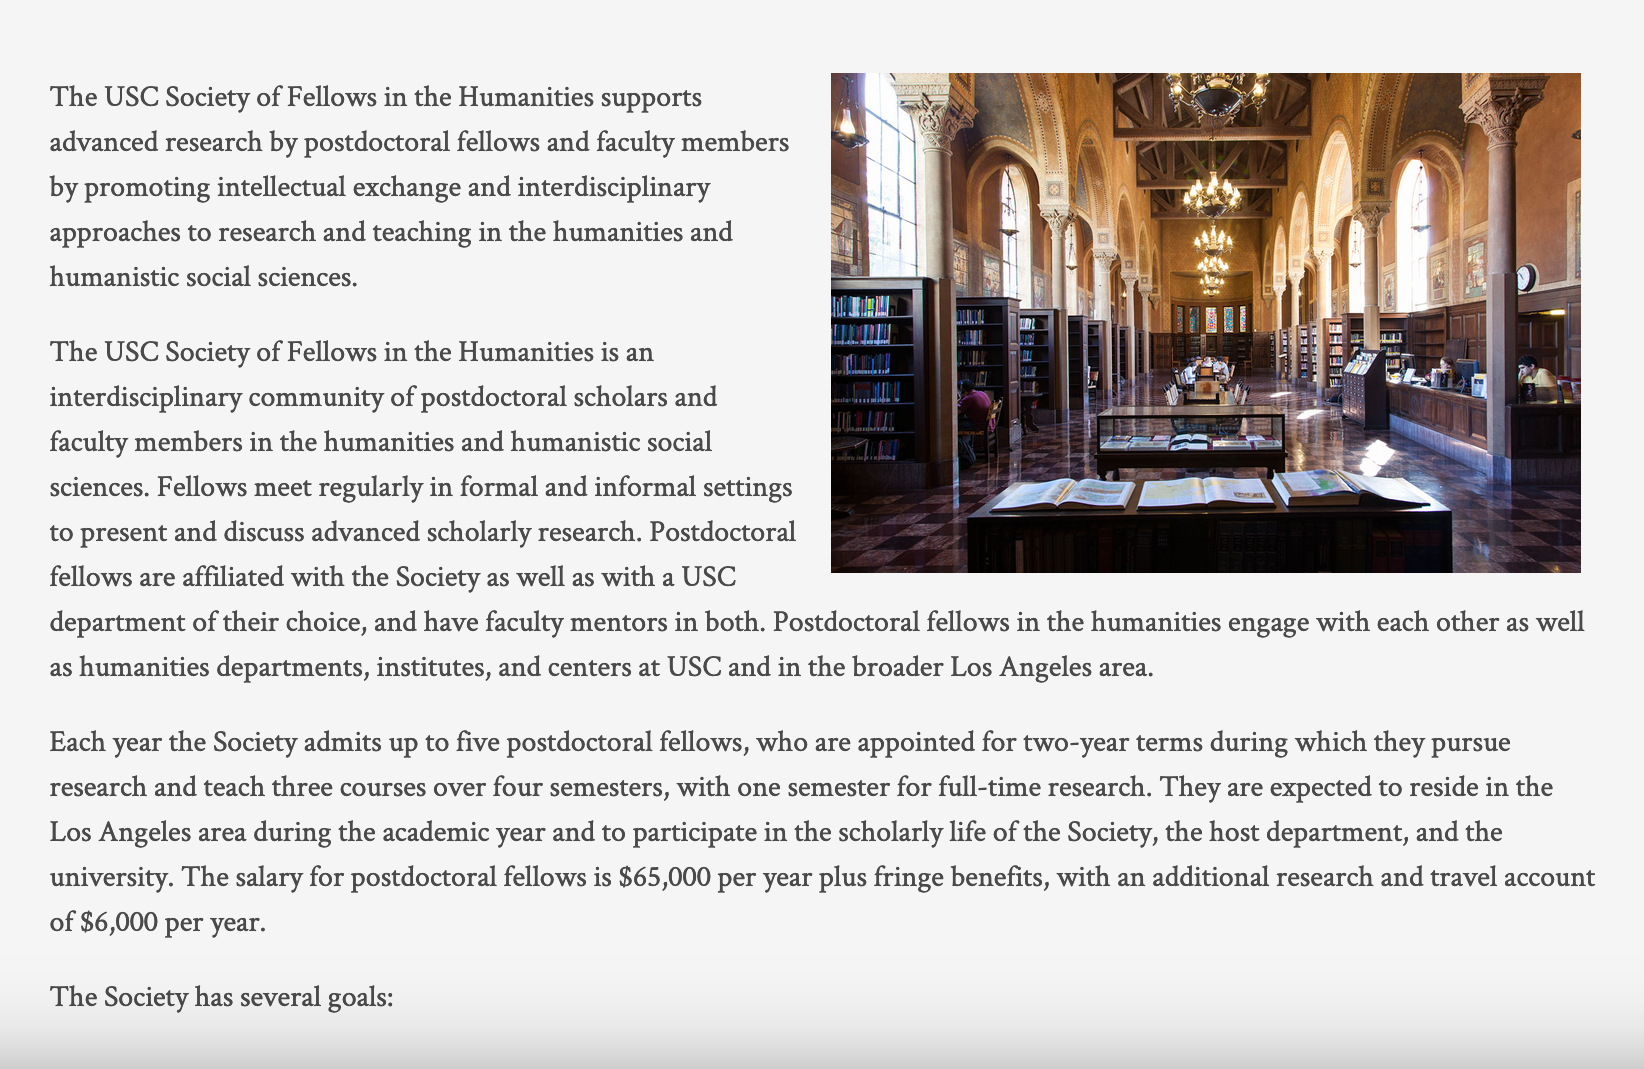 The USC Society of Fellows in the Humanities supports
advanced research by postdoctoral fellows and faculty members
by promoting intellectual exchange and interdisciplinary
approaches to research and teaching in the humanities and
humanistic social sciences.
The USC Society of Fellows in the Humanities is an
interdisciplinary community of postdoctoral scholars and
faculty members in the humanities and humanistic social
sciences. Fellows meet regularly in formal and informal settings
to present and discuss advanced scholarly research. Postdoctoral
fellows are affiliated with the Society as well as with a USC
department of their choice, and have faculty mentors in both. Postdoctoral fellows in the humanities engage with each other as well
as humanities departments, institutes, and centers at USC and in the broader Los Angeles area.
Each year the Society admits up to five postdoctoral fellows, who are appointed for two-year terms during which they pursue
research and teach three courses over four semesters, with one semester for full-time research. They are expected to reside in the
Los Angeles area during the academic year and to participate in the scholarly life of the Society, the host department, and the
university. The salary for postdoctoral fellows is $65,000 per year plus fringe benefits, with an additional research and travel account
of $6,000 per year.
The Society has several goals: